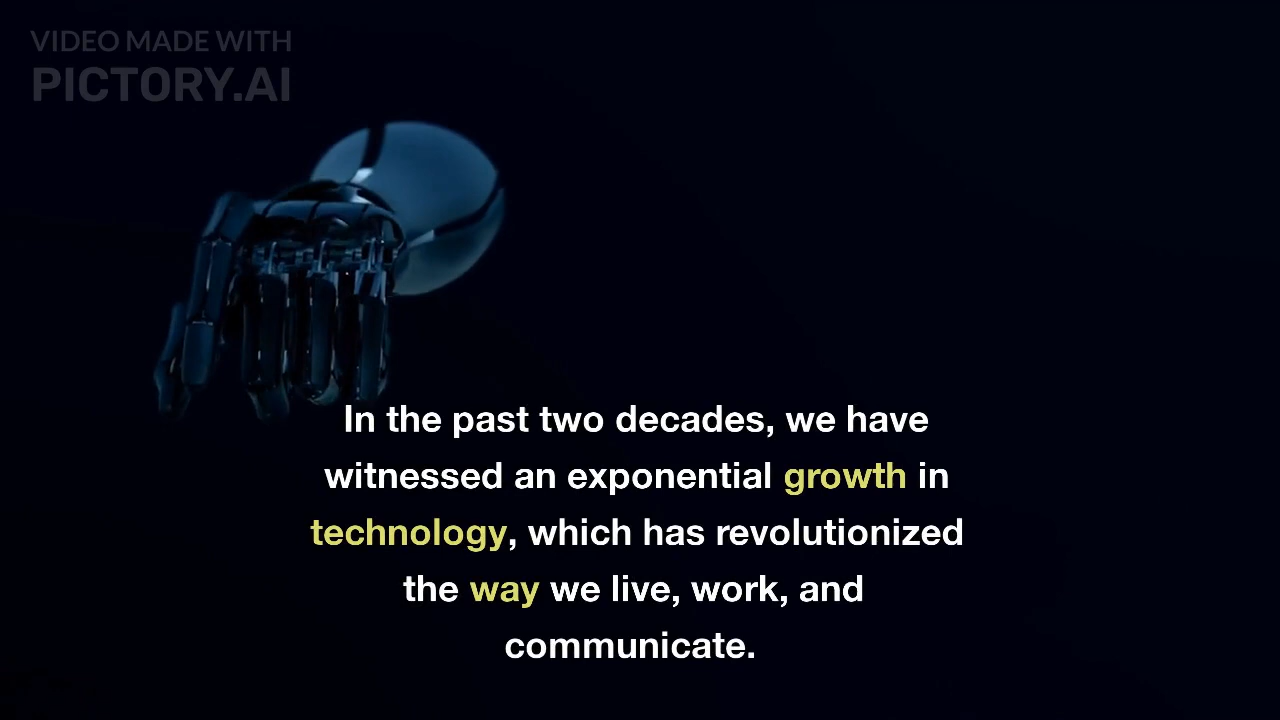 VIDEO MADE WITH
PICTORY.AI
In the past two decades, we have
witnessed an exponential growth in
technology, which has revolutionized
the way we live, work, and
communicate.